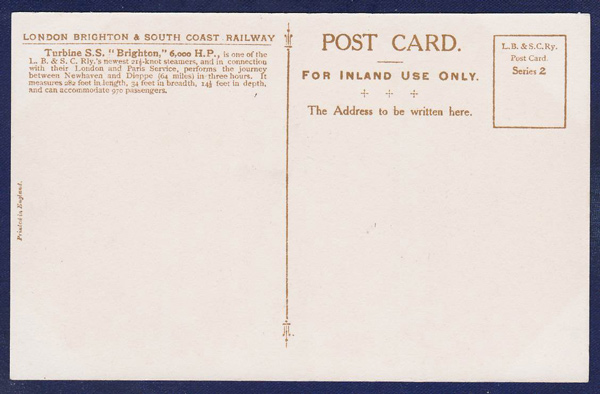 LONDON BRIGHTON & SOUTH COAST RAILWAY
Turbine S.S. "Brighton," 6,000 H.P., is one of the
L. B. & S. C. Rly.'s newest 21½-knot steamers, and in connection
with their London and Paris Service, performs the journey
between Newhaven and Dieppe (64 miles) in three hours. It
measures 282 feet in length, 34 feet in breadth, 14½ feet in depth,
and can accommodate 970 passengers.
Printed in England.
POST CARD.
FOR INLAND USE ONLY.
The Address to be written here.
L. B. & S.C.Ry.
Post Card.
Series 2